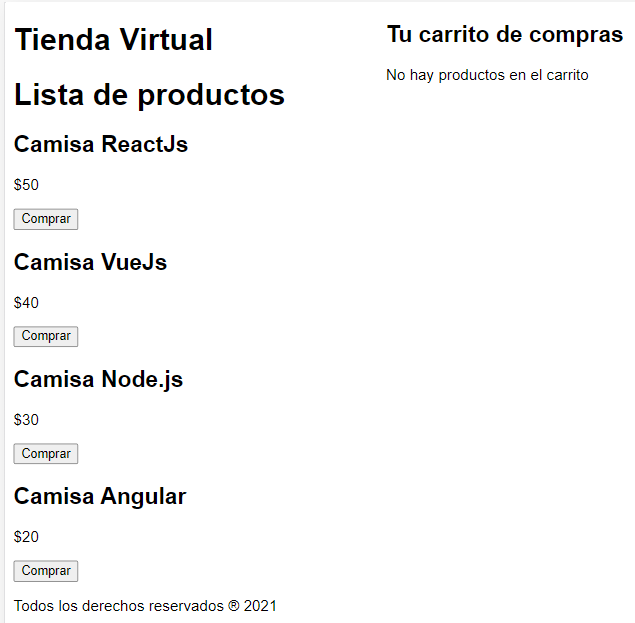 Tienda Virtual
Lista de productos
Camisa ReactJs
$50
Comprar
Camisa VueJs
$40
Comprar
Camisa Node.js
$30
Comprar
Camisa Angular
$20
Comprar
Todos los derechos reservados ® 2021
Tu carrito de compras
No hay productos en el carrito